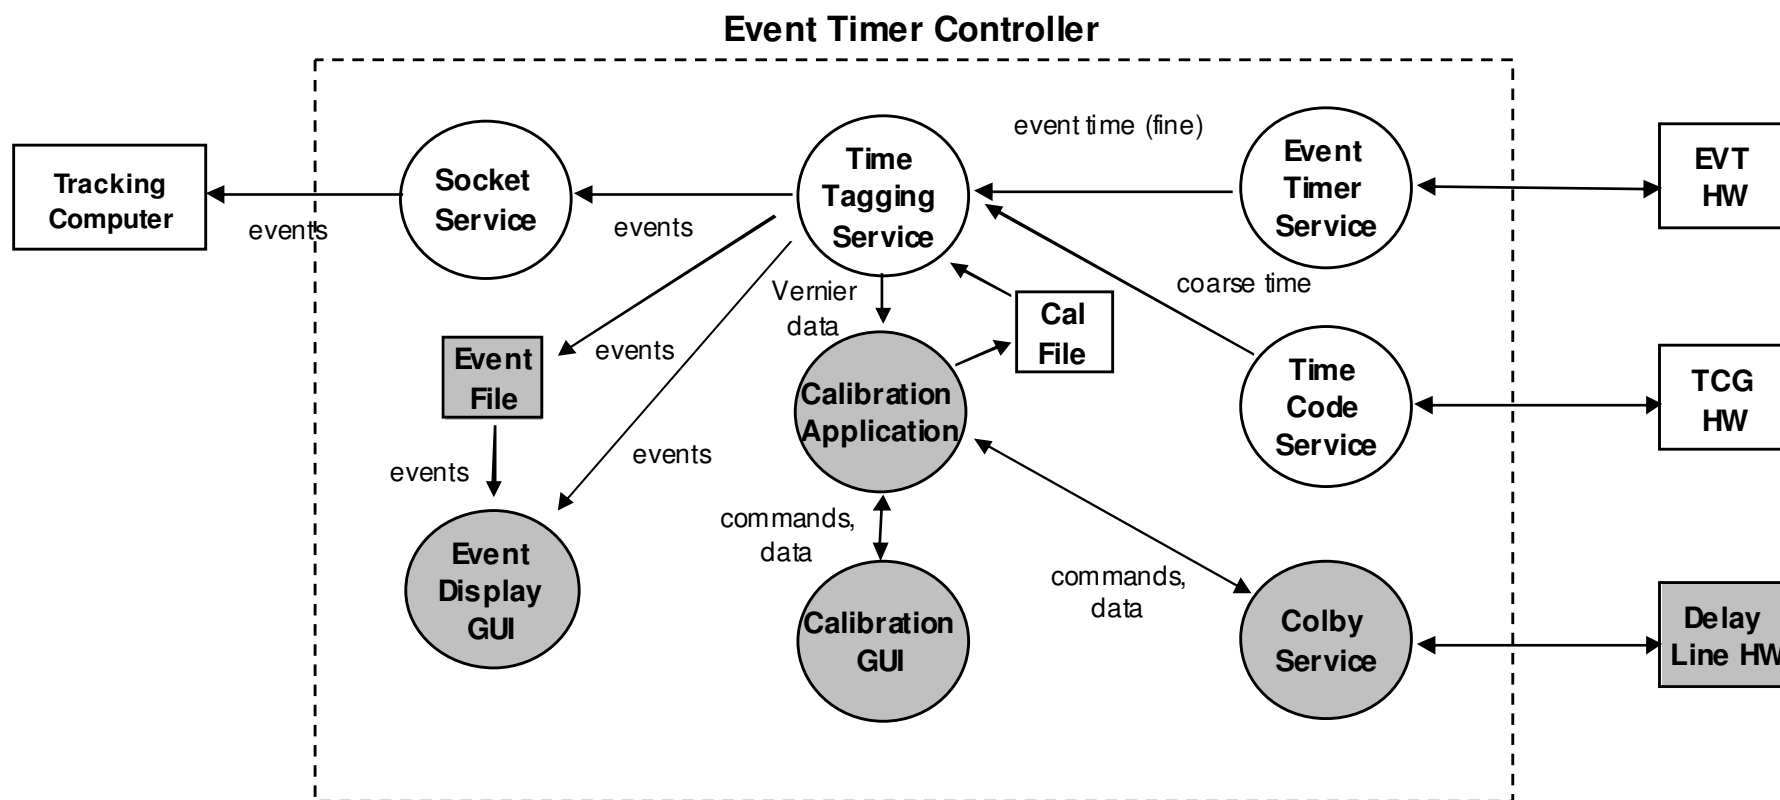 Event Timer Controller
Tracking
Computer
events
Socket
Service
events
Time
Tagging
Service
event time (fine)
Event
Timer
Service
EVT
HW
coarse time
Vernier
data
Cal
File
Event
File
events
events
events
Calibration
Application
Time
Code
Service
TCG
HW
commands,
data
commands,
data
Event
Display
GUI
Calibration
GUI
Colby
Service
Delay
Line HW